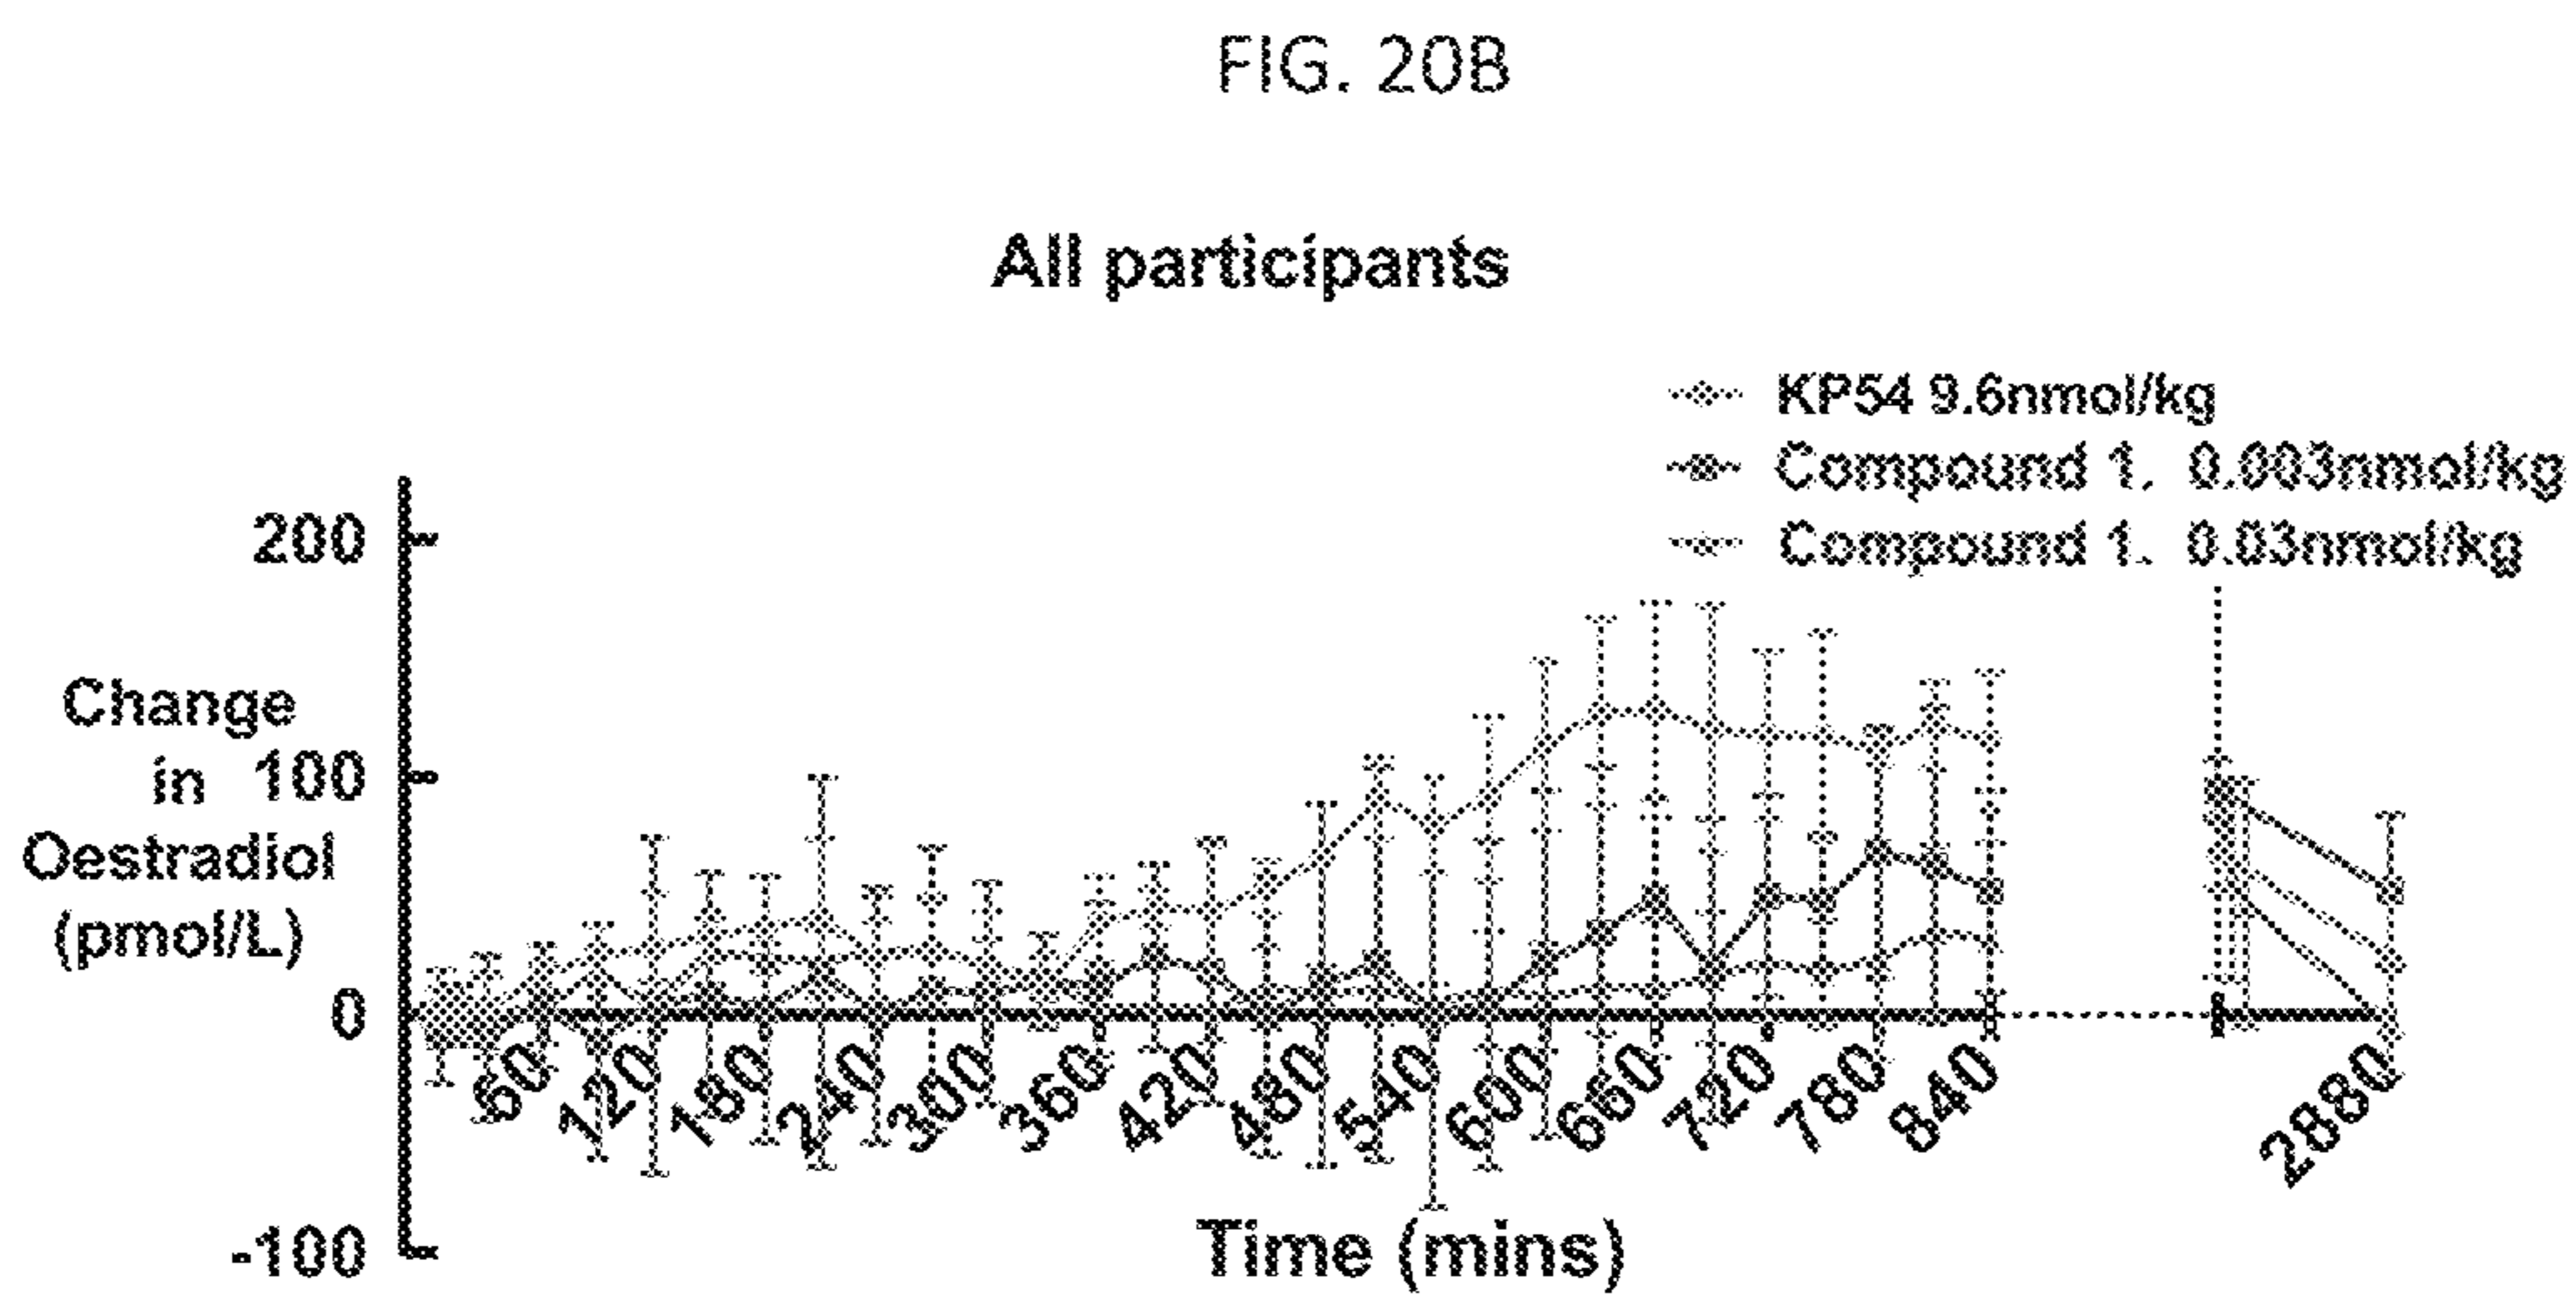 FIG. 20B
All participants
KP54 9.6nmol/kg
Compound 1. 0.003nmol/kg
Compound 1. 0.03nmol/kg
200
100
0
-100
Change
in
Oestradiol
(pmol/L)
60 120 180 240 300 360 420 480 540 600 660 720 780 840 2880
Time (mins)